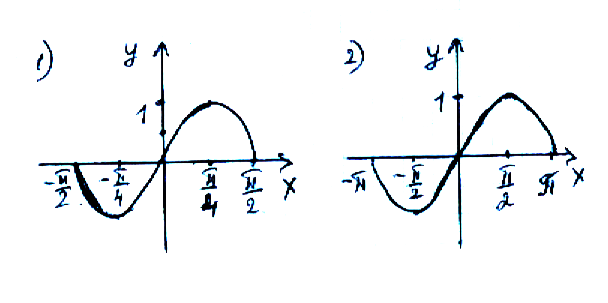 1) y 2) y
1 1
-π/2 -π/4 π/4 π/2 x -π -π/2 π/2 π x